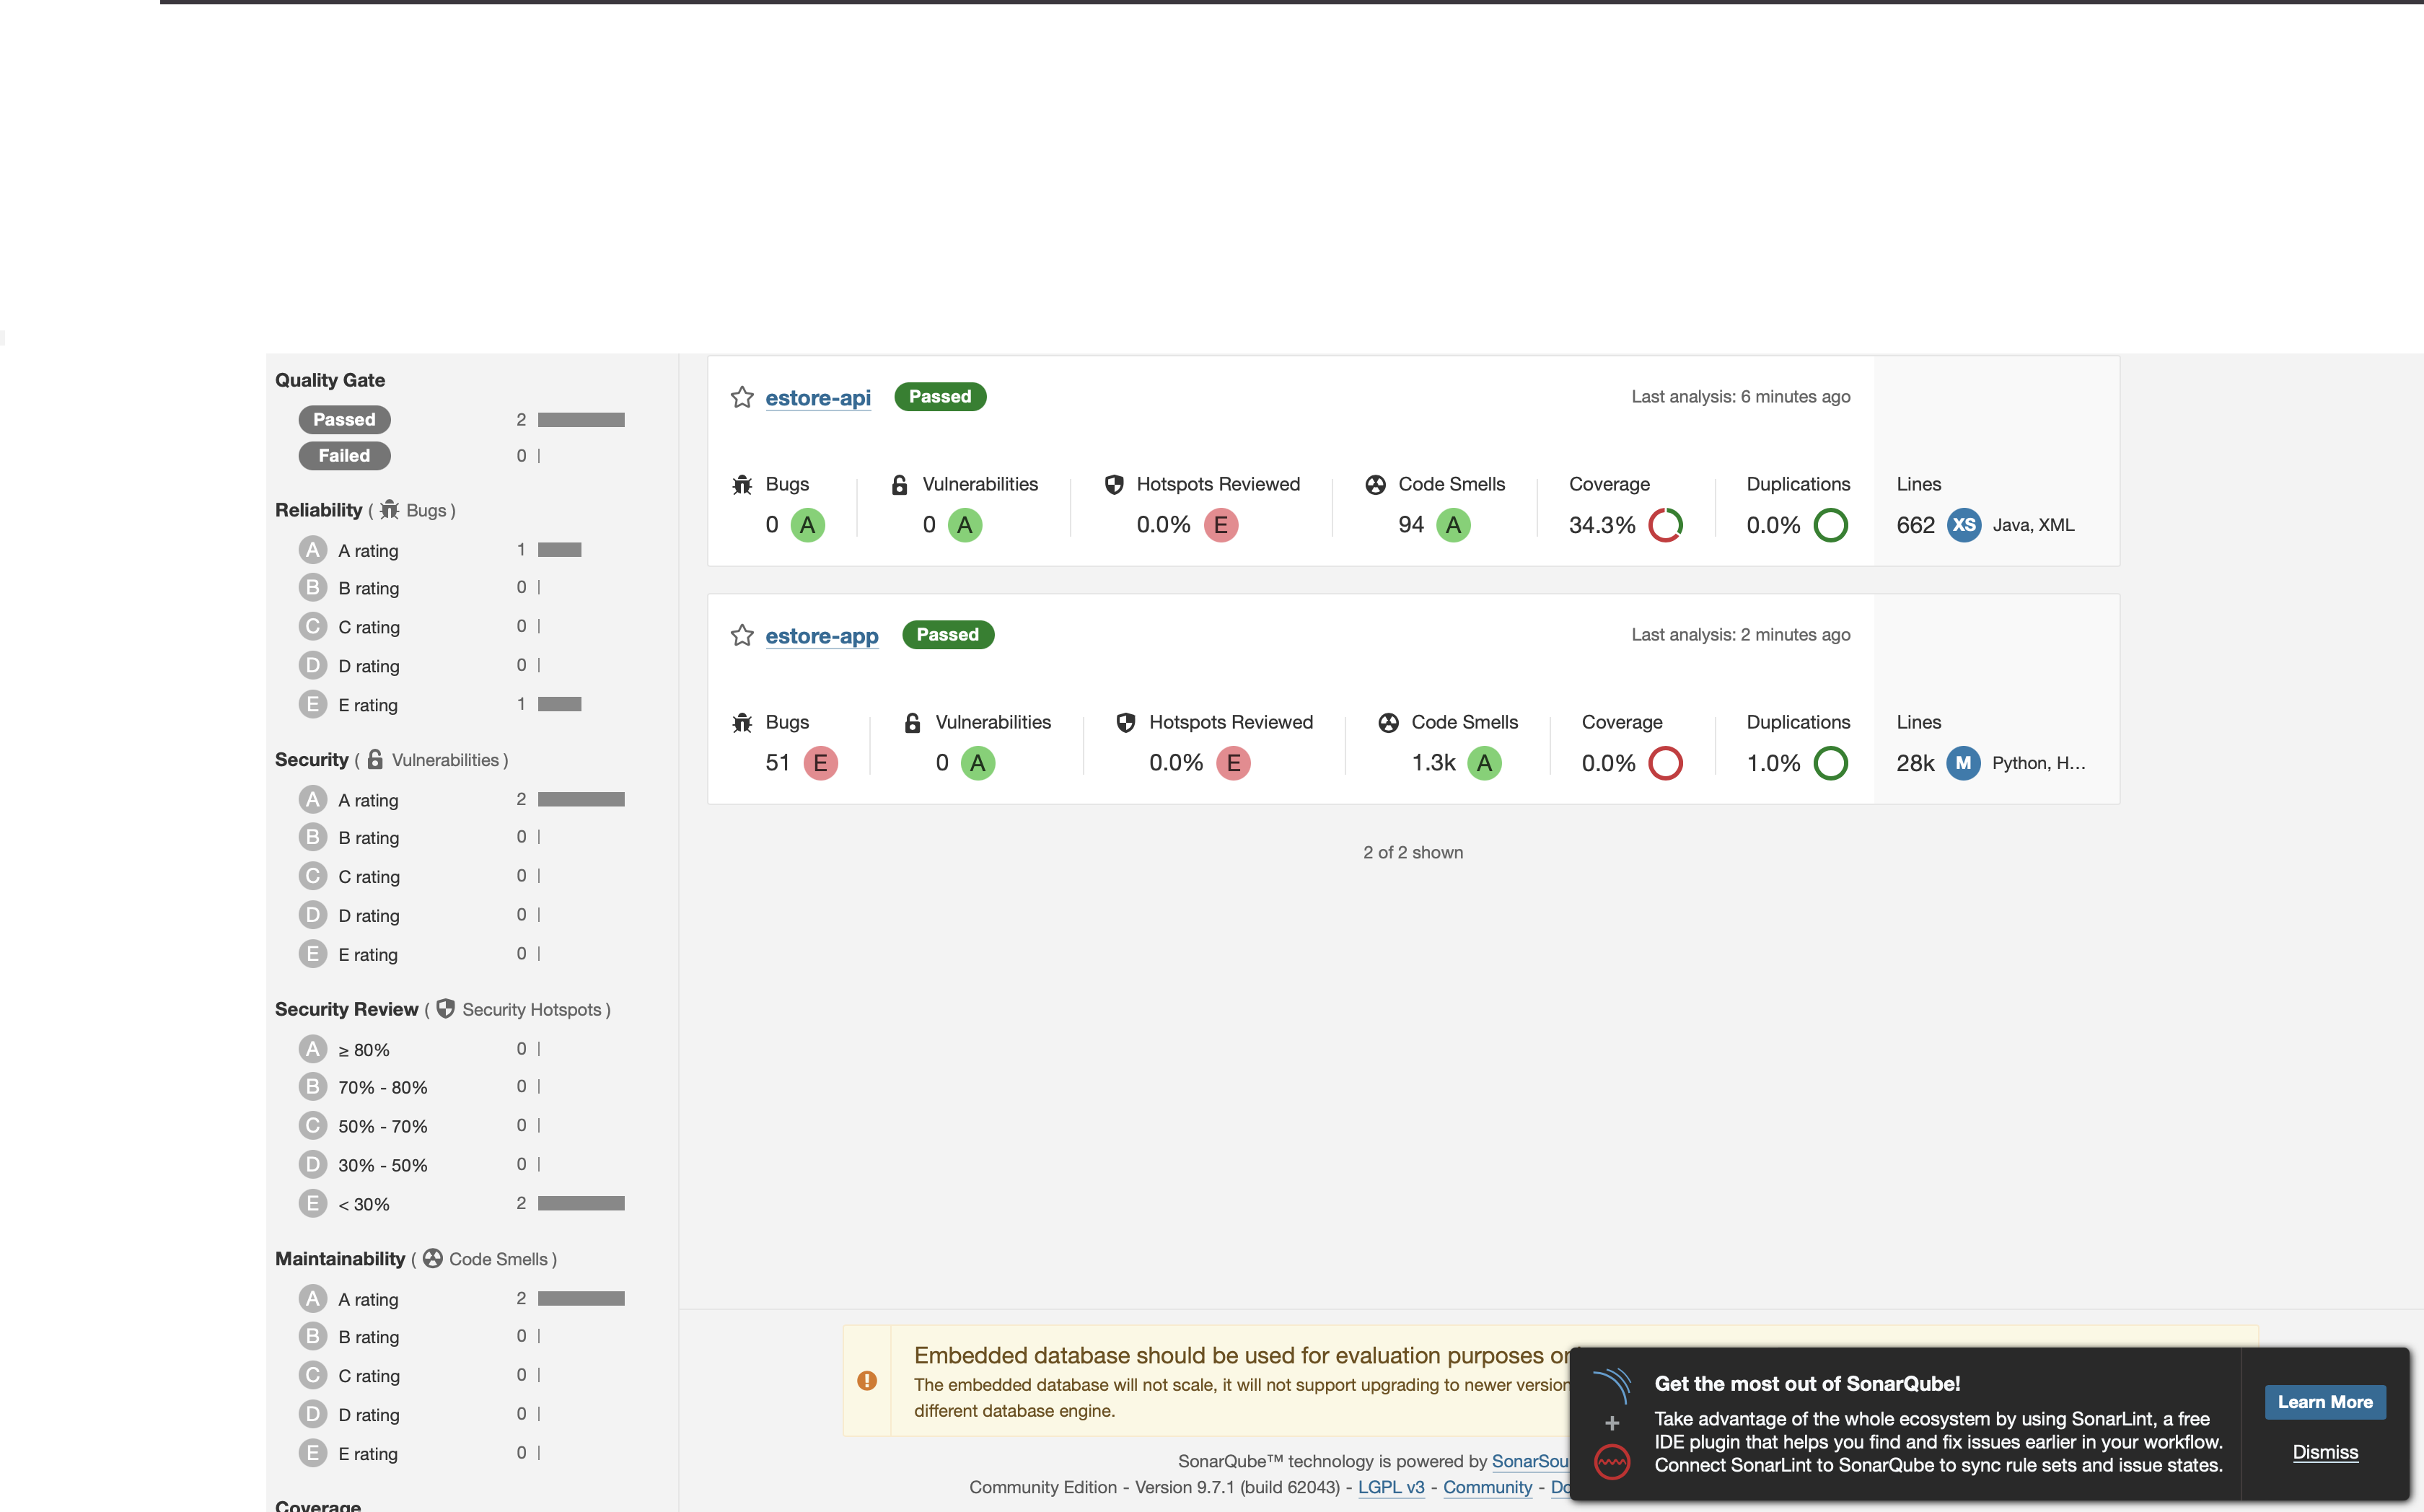 Quality Gate
Passed 2
Failed 0
Reliability ( Bugs )
A A rating 1
B B rating 0
C C rating 0
D D rating 0
E E rating 1
Security ( Vulnerabilities )
A A rating 2
B B rating 0
C C rating 0
D D rating 0
E E rating 0
Security Review ( Security Hotspots )
A ≥ 80% 0
B 70% - 80% 0
C 50% - 70% 0
D 30% - 50% 0
E < 30% 2
Maintainability ( Code Smells )
A A rating 2
B B rating 0
C C rating 0
D D rating 0
E E rating 0
Coverage
estore-api Passed Last analysis: 6 minutes ago
Bugs Vulnerabilities Hotspots Reviewed Code Smells Coverage Duplications Lines
0 A 0 A 0.0% E 94 A 34.3% 0.0% 662 XS Java, XML
estore-app Passed Last analysis: 2 minutes ago
Bugs Vulnerabilities Hotspots Reviewed Code Smells Coverage Duplications Lines
51 E 0 A 0.0% E 1.3k A 0.0% 1.0% 28k M Python, H...
2 of 2 shown
Embedded database should be used for evaluation purposes
The embedded database will not scale, it will not support upgrading to newer version
different database engine.
SonarQube™ technology is powered by SonarSou
Community Edition - Version 9.7.1 (build 62043) - LGPL v3 - Community - Do
Get the most out of SonarQube!
Take advantage of the whole ecosystem by using SonarLint, a free
IDE plugin that helps you find and fix issues earlier in your workflow.
Connect SonarLint to SonarQube to sync rule sets and issue states.
Learn More
Dismiss